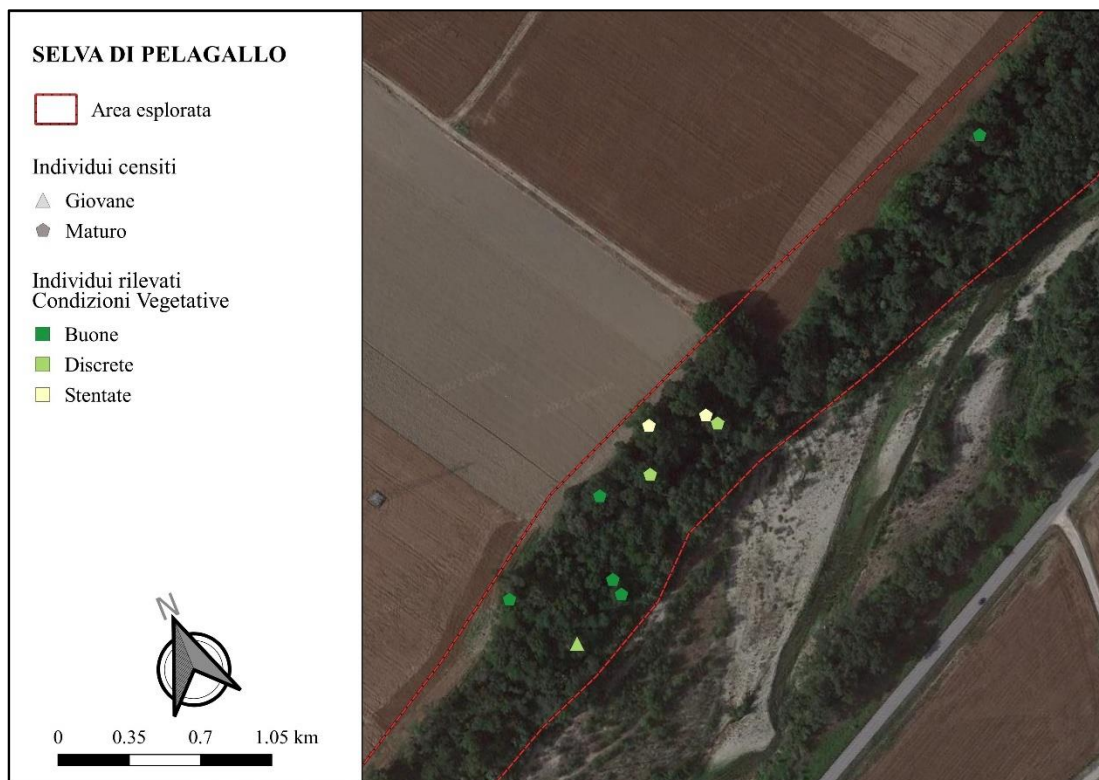 SELVA DI PELAGALLO
Area esplorata
Individui censiti
Giovane
Maturo
Individui rilevati
Condizioni Vegetative
Buone
Discrete
Stentate
N
0 0.35 0.7 1.05 km